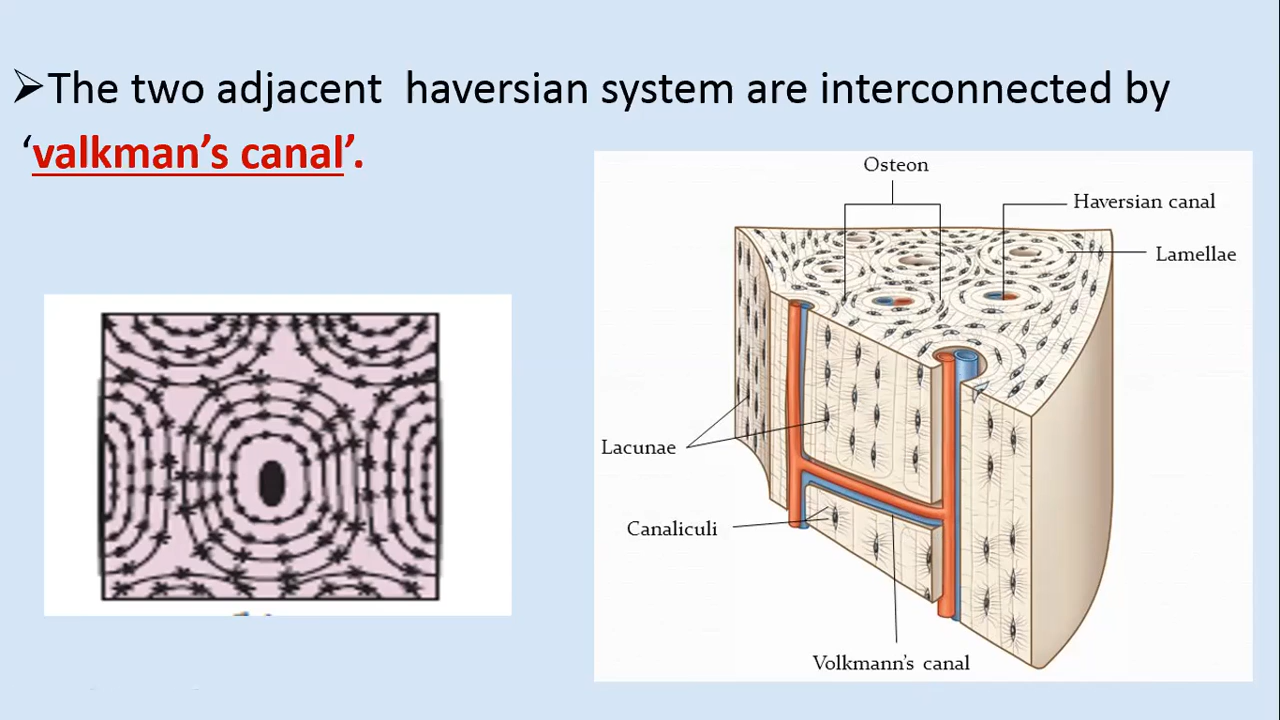 ➢The two adjacent haversian system are interconnected by
‘valkman’s canal’.
Osteon
Haversian canal
Lamellae
Lacunae
Canaliculi
Volkmann’s canal